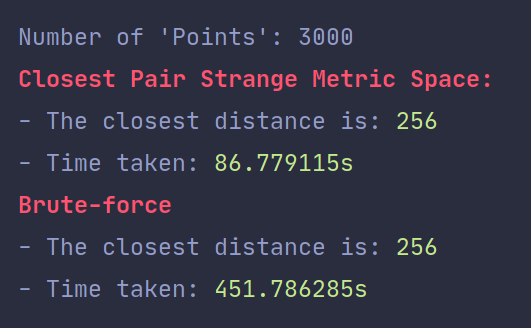 Number of 'Points': 3000
Closest Pair Strange Metric Space:
- The closest distance is: 256
- Time taken: 86.779115s
Brute-force
- The closest distance is: 256
- Time taken: 451.786285s